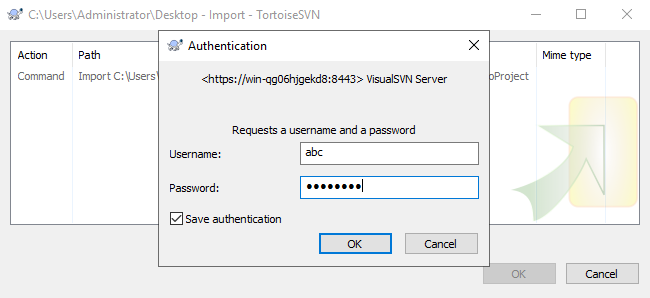 C:\Users\Administrator\Desktop - Import - TortoiseSVN
Action Path Mime type
Command Import C:\Users\ oProject
Authentication
<https://win-qg06hjgekd8:8443> VisualSVN Server
Requests a username and a password
Username: abc
Password: ●●●●●●●●
Save authentication
OK Cancel
OK Cancel